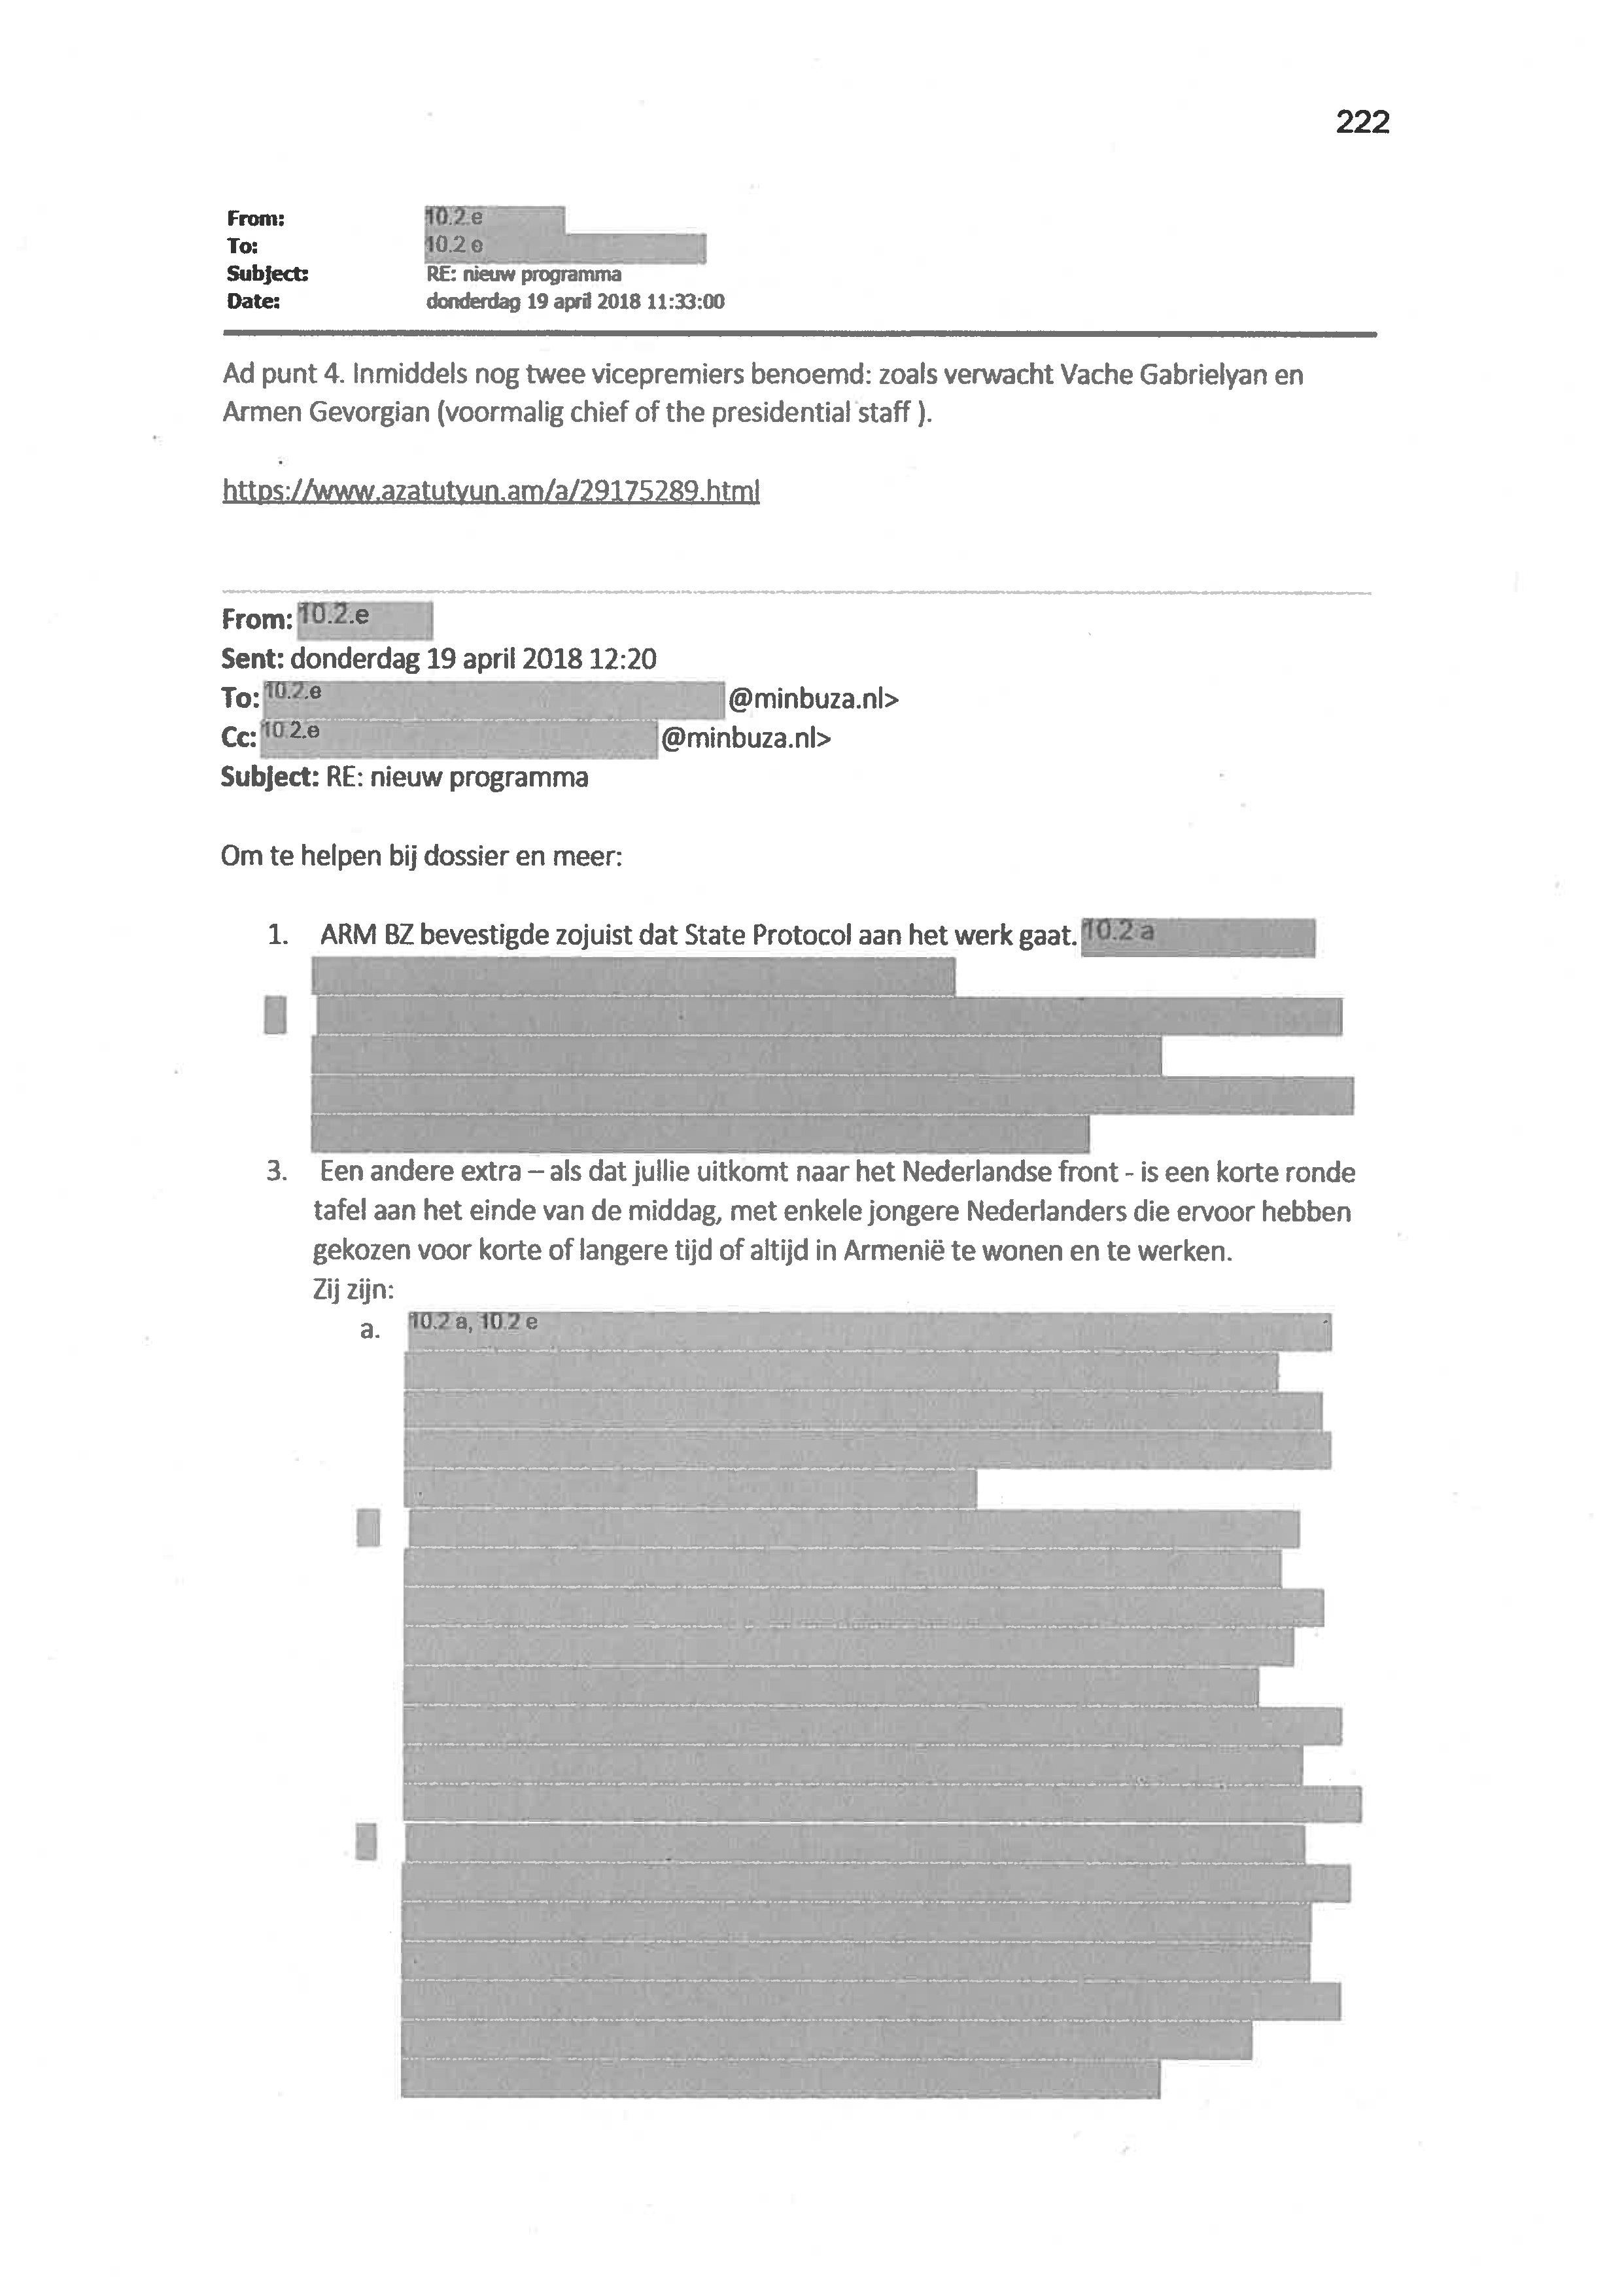 222
From: 10.2.e
To: 10.2 e
Subject: RE: nieuw programma
Date: donderdag 19 april 2018 11:33:00
Ad punt 4. Inmiddels nog twee vicepremiers benoemd: zoals verwacht Vache Gabrielyan en
Armen Gevorgian (voormalig chief of the presidential staff ).
https://www.azatutyun.am/a/29175289.html
From: 10.2.e
Sent: donderdag 19 april 2018 12:20
To: 10.2.e @minbuza.nl>
Cc: 10.2.e @minbuza.nl>
Subject: RE: nieuw programma
Om te helpen bij dossier en meer:
1. ARM BZ bevestigde zojuist dat State Protocol aan het werk gaat. 10.2 a
3. Een andere extra – als dat jullie uitkomt naar het Nederlandse front - is een korte ronde
tafel aan het einde van de middag, met enkele jongere Nederlanders die ervoor hebben
gekozen voor korte of langere tijd of altijd in Armenië te wonen en te werken.
Zij zijn:
a. 10.2 a, 10.2 e